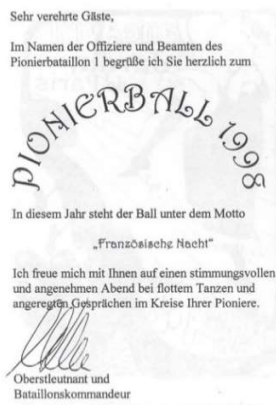 Sehr verehrte Gäste,
Im Namen der Offiziere und Beamten des
Pionierbataillon 1 begrüße ich Sie herzlich zum
PIONIERBALL 1998
In diesem Jahr steht der Ball unter dem Motto
„Französische Nacht“
Ich freue mich mit Ihnen auf einen stimmungsvollen
und angenehmen Abend bei flottem Tanzen und
angeregten Gesprächen im Kreise Ihrer Pioniere.
Oberstleutnant und
Bataillonskommandeur